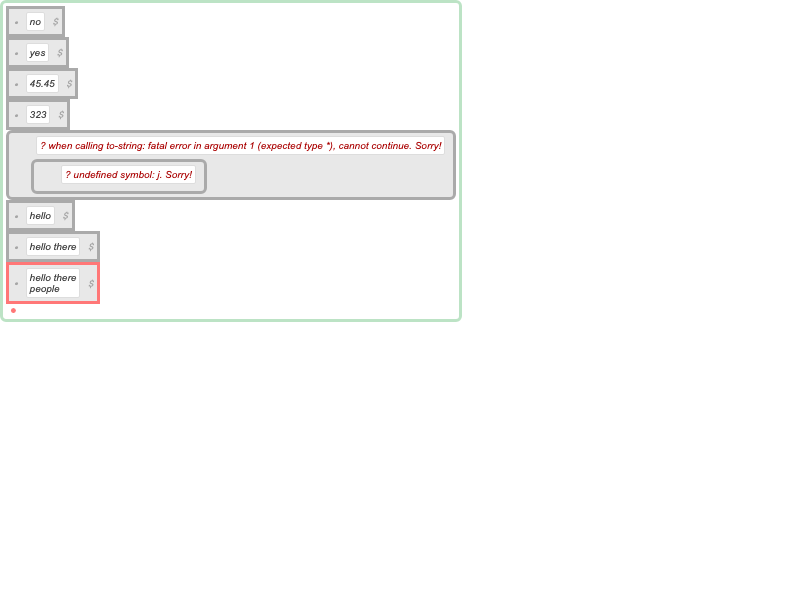 no $
yes $
45.45 $
323 $
? when calling to-string: fatal error in argument 1 (expected type *), cannot continue. Sorry!
? undefined symbol: j. Sorry!
hello $
hello there $
hello there
people $